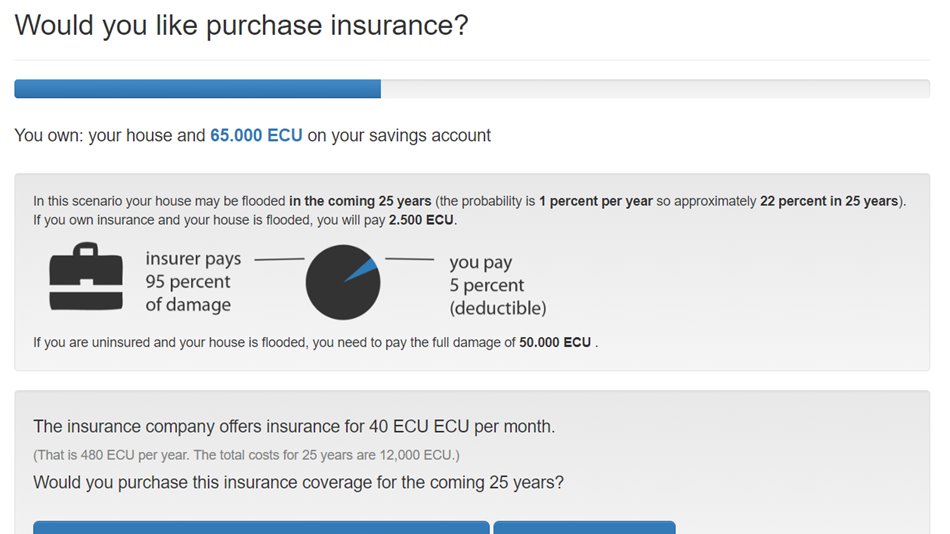 Would you like purchase insurance?
You own: your house and 65.000 ECU on your savings account
In this scenario your house may be flooded in the coming 25 years (the probability is 1 percent per year so approximately 22 percent in 25 years).
If you own insurance and your house is flooded, you will pay 2.500 ECU.
insurer pays
95 percent
of damage
you pay
5 percent
(deductible)
If you are uninsured and your house is flooded, you need to pay the full damage of 50.000 ECU .
The insurance company offers insurance for 40 ECU ECU per month.
(That is 480 ECU per year. The total costs for 25 years are 12,000 ECU.)
Would you purchase this insurance coverage for the coming 25 years?